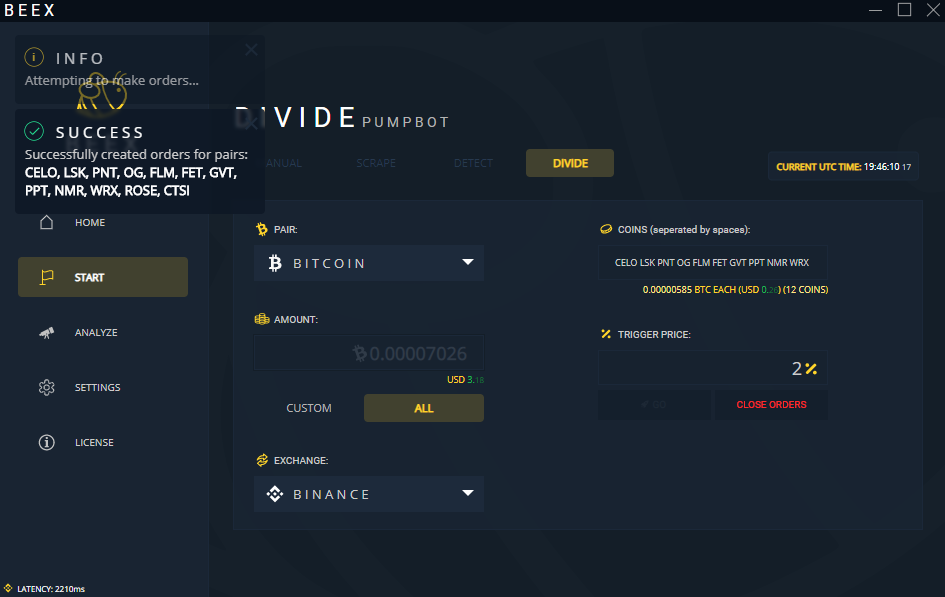 BEEX
INFO
Attempting to make orders...
SUCCESS
Successfully created orders for pairs:
CELO, LSK, PNT, OG, FLM, FET, GVT,
PPT, NMR, WRX, ROSE, CTSI
BEEX
DIVIDE PUMPBOT
MANUAL
SCRAPE
DETECT
DIVIDE
CURRENT UTC TIME: 19:46:10 17
HOME
START
ANALYZE
SETTINGS
LICENSE
PAIR:
BITCOIN
AMOUNT:
0.00007026
USD 3.18
CUSTOM
ALL
EXCHANGE:
BINANCE
COINS (seperated by spaces):
CELO LSK PNT OG FLM FET GVT PPT NMR WRX
0.00000585 BTC EACH (USD 0.26) (12 COINS)
TRIGGER PRICE:
2%
GO
CLOSE ORDERS
LATENCY: 2210ms